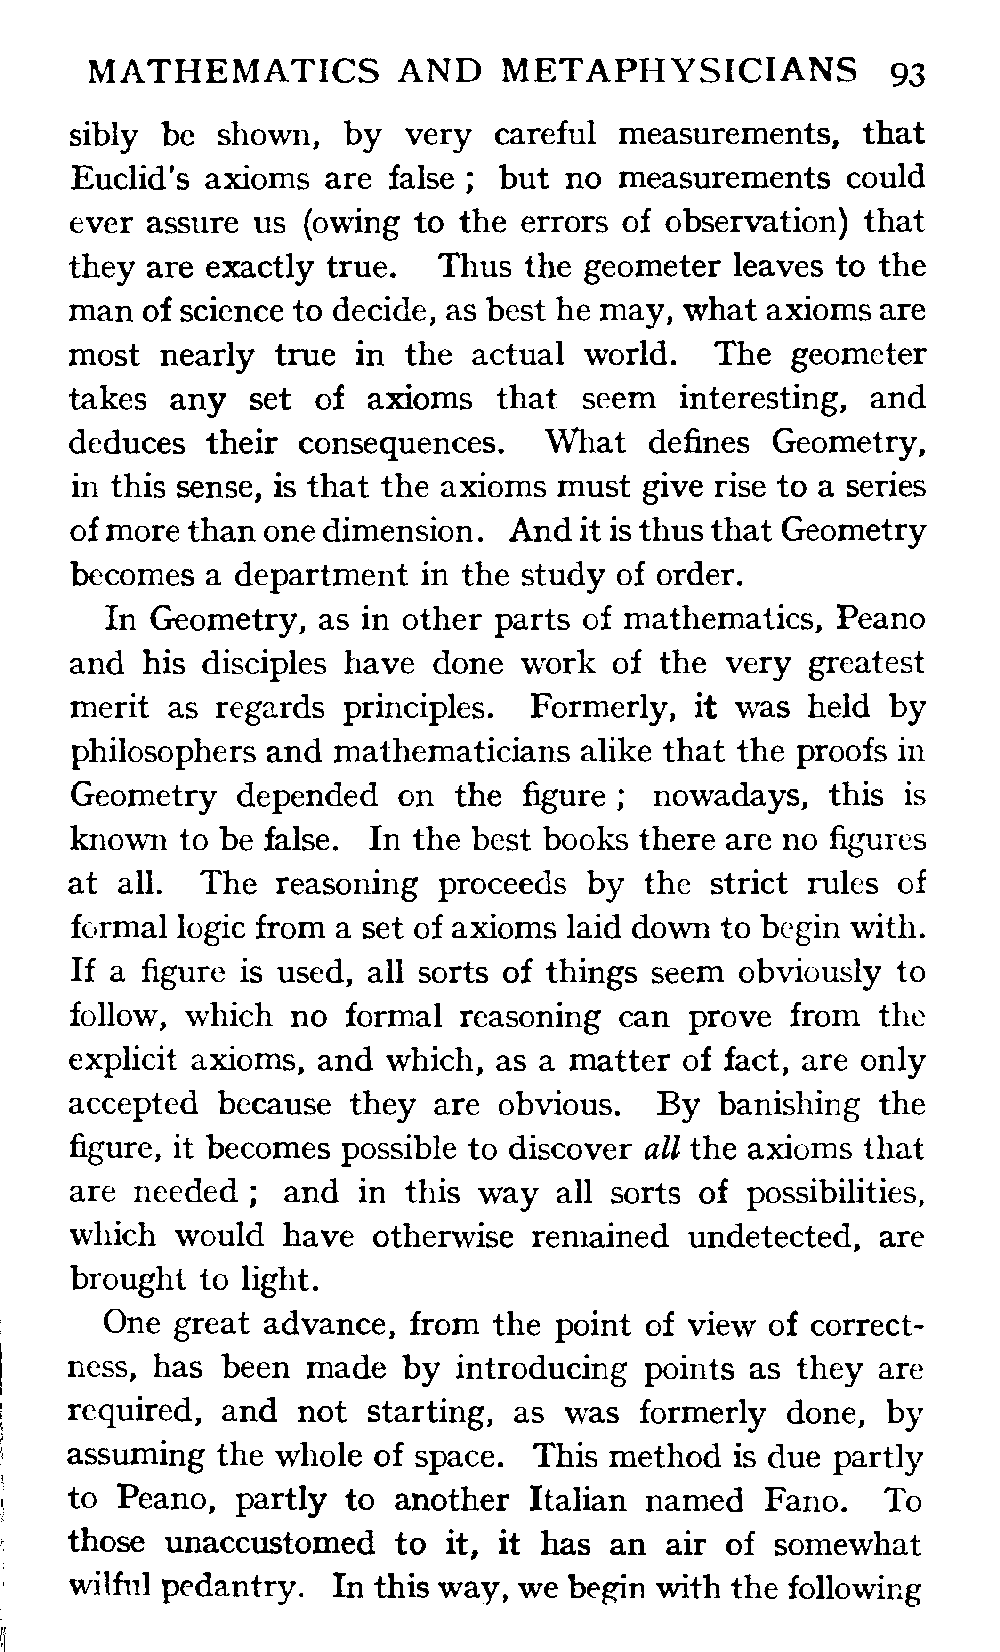 MATHEMATICS AND METAPHYSICIANS 93
sibly be shown, by very careful measurements, that
Euclid's axioms are false ; but no measurements could
ever assure us (owing to the errors of observation) that
they are exactly true. Thus the geometer leaves to the
man of science to decide, as best he may, what axioms are
most nearly true in the actual world. The geometer
takes any set of axioms that seem interesting, and
deduces their consequences. What defines Geometry,
in this sense, is that the axioms must give rise to a series
of more than one dimension. And it is thus that Geometry
becomes a department in the study of order.
In Geometry, as in other parts of mathematics, Peano
and his disciples have done work of the very greatest
merit as regards principles. Formerly, it was held by
philosophers and mathematicians alike that the proofs in
Geometry depended on the figure ; nowadays, this is
known to be false. In the best books there are no figures
at all. The reasoning proceeds by the strict rules of
formal logic from a set of axioms laid down to begin with.
If a figure is used, all sorts of things seem obviously to
follow, which no formal reasoning can prove from the
explicit axioms, and which, as a matter of fact, are only
accepted because they are obvious. By banishing the
figure, it becomes possible to discover all the axioms that
are needed ; and in this way all sorts of possibilities,
which would have otherwise remained undetected, are
brought to light.
One great advance, from the point of view of correct-
ness, has been made by introducing points as they are
required, and not starting, as was formerly done, by
assuming the whole of space. This method is due partly
to Peano, partly to another Italian named Fano. To
those unaccustomed to it, it has an air of somewhat
wilful pedantry. In this way, we begin with the following